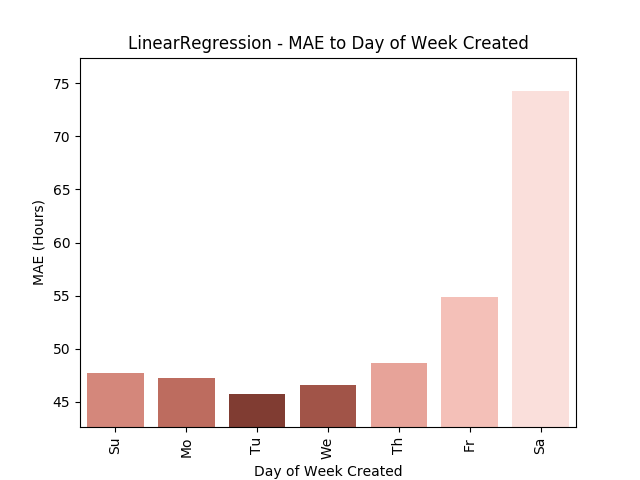 LinearRegression - MAE to Day of Week Created
75
70
65
60
55
50
45
MAE (Hours)
Su
Mo
Tu
We
Th
Fr
Sa
Day of Week Created